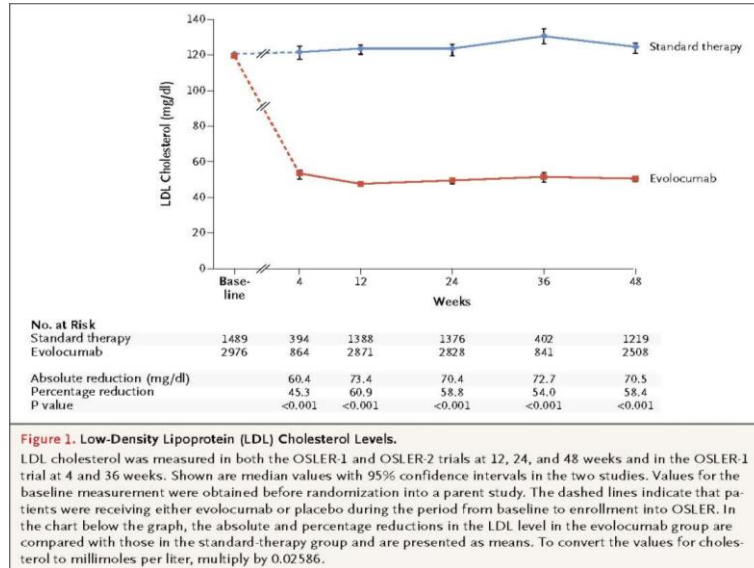 140
120
100
80
60
40
20
0
LDL Cholesterol (mg/dl)
Standard therapy
Evolocumab
Base-
line
4 12 24 36 48
Weeks
No. at Risk
Standard therapy 1489 394 1388 1376 402 1219
Evolocumab 2976 864 2871 2828 841 2508
Absolute reduction (mg/dl) 60.4 73.4 70.4 72.7 70.5
Percentage reduction 45.3 60.9 58.8 54.0 58.4
P value <0.001 <0.001 <0.001 <0.001 <0.001
Figure 1. Low-Density Lipoprotein (LDL) Cholesterol Levels.
LDL cholesterol was measured in both the OSLER-1 and OSLER-2 trials at 12, 24, and 48 weeks and in the OSLER-1
trial at 4 and 36 weeks. Shown are median values with 95% confidence intervals in the two studies. Values for the
baseline measurement were obtained before randomization into a parent study. The dashed lines indicate that pa-
tients were receiving either evolocumab or placebo during the period from baseline to enrollment into OSLER. In
the chart below the graph, the absolute and percentage reductions in the LDL level in the evolocumab group are
compared with those in the standard-therapy group and are presented as means. To convert the values for choles-
terol to millimoles per liter, multiply by 0.02586.